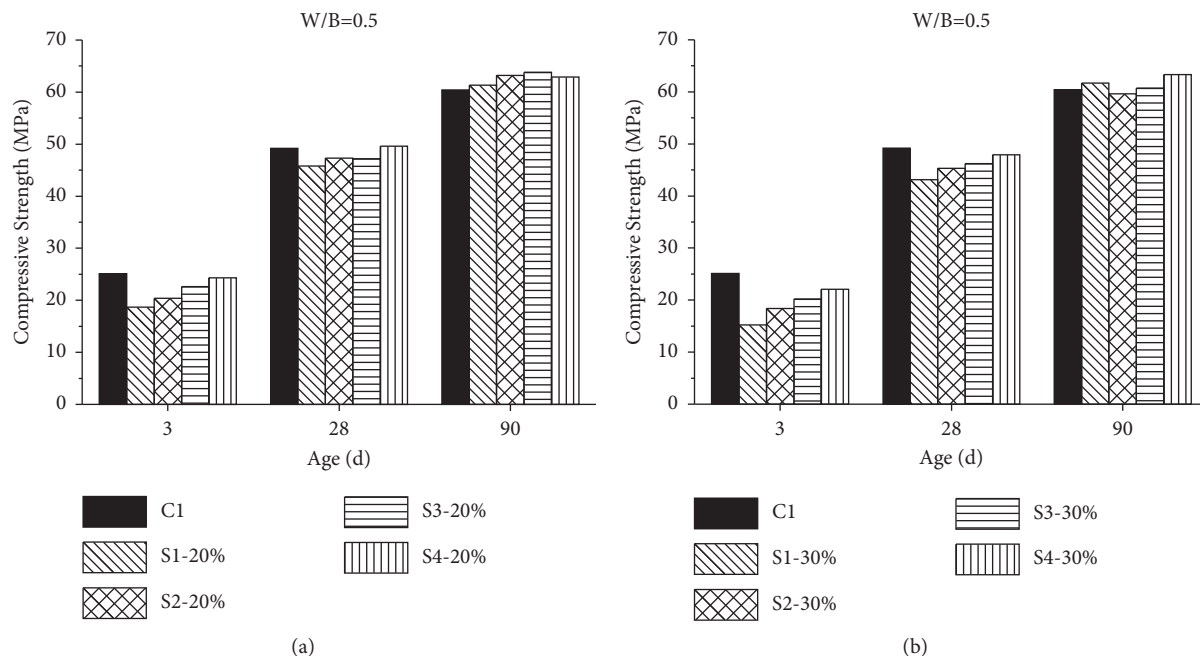 W/B=0.5
70
60
50
40
30
20
10
0
Compressive Strength (MPa)
3 28 90
Age (d)
C1
S1-20%
S2-20%
S3-20%
S4-20%
(a)
W/B=0.5
70
60
50
40
30
20
10
0
Compressive Strength (MPa)
3 28 90
Age (d)
C1
S1-30%
S2-30%
S3-30%
S4-30%
(b)